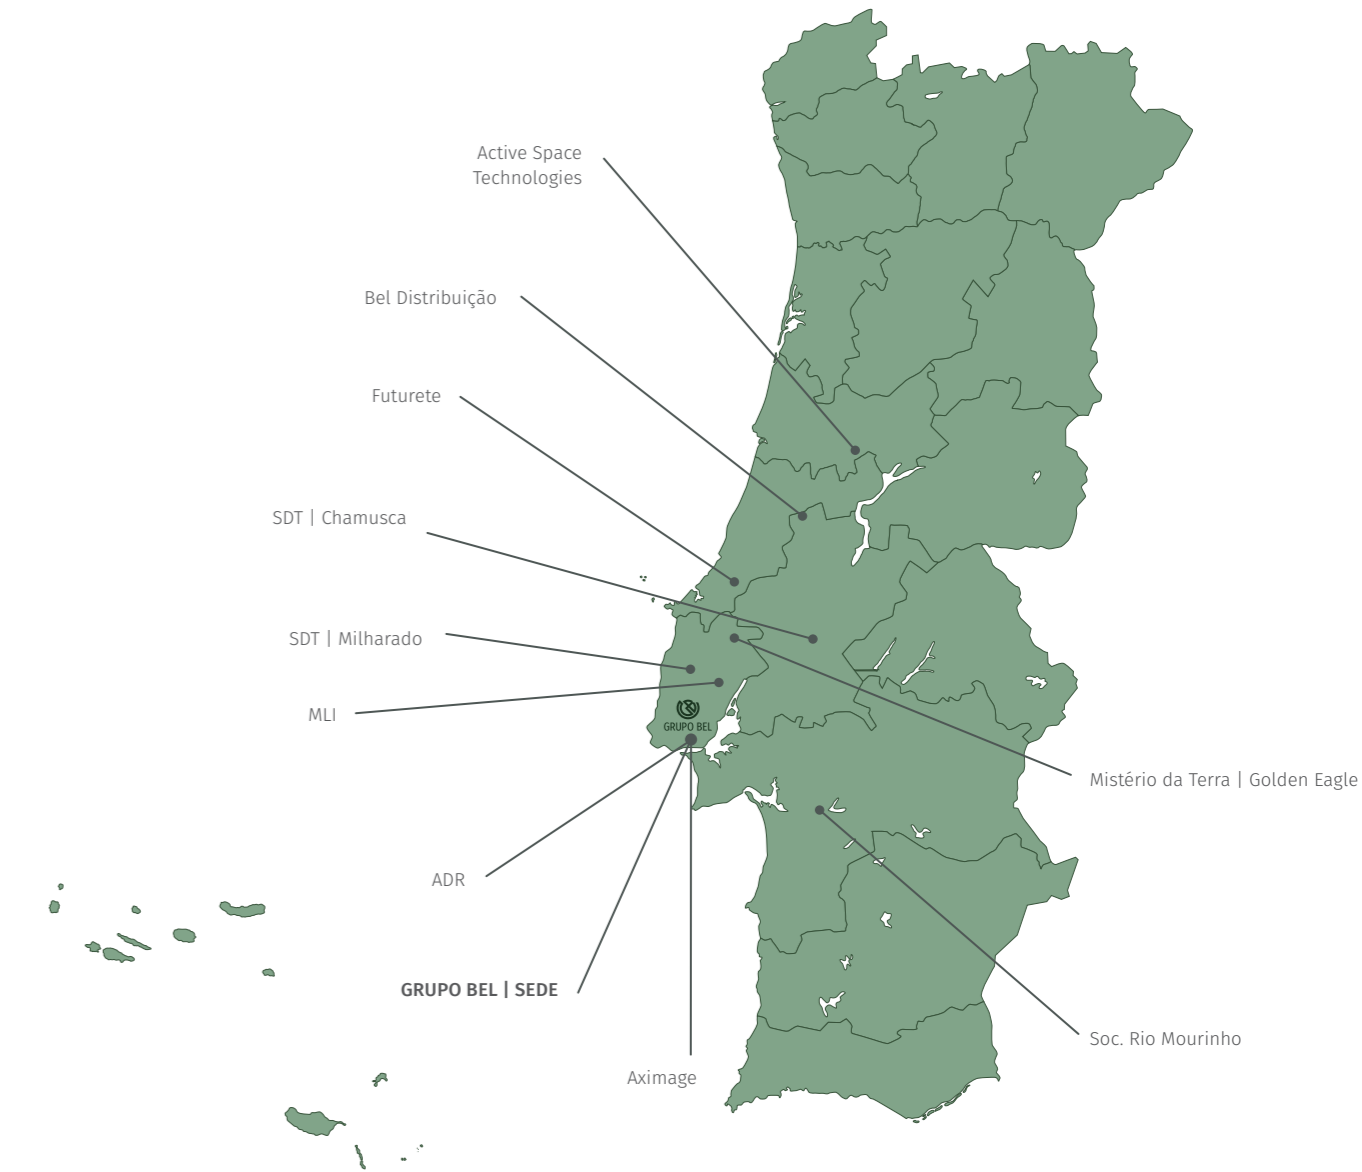 Active Space
Technologies
Bel Distribuição
Futurete
SDT | Chamusca
SDT | Milharado
MLI
GRUPO BEL
Mistério da Terra | Golden Eagle
ADR
GRUPO BEL | SEDE
Soc. Rio Mourinho
Aximage